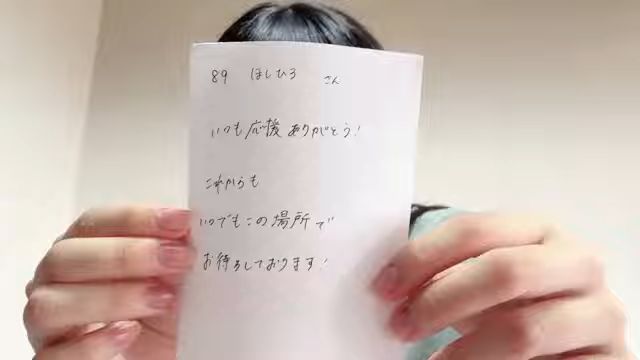 89 ほしひろ さん
いつも応援ありがとう!
これからも
いつでもこの場所で
お待ちしております!